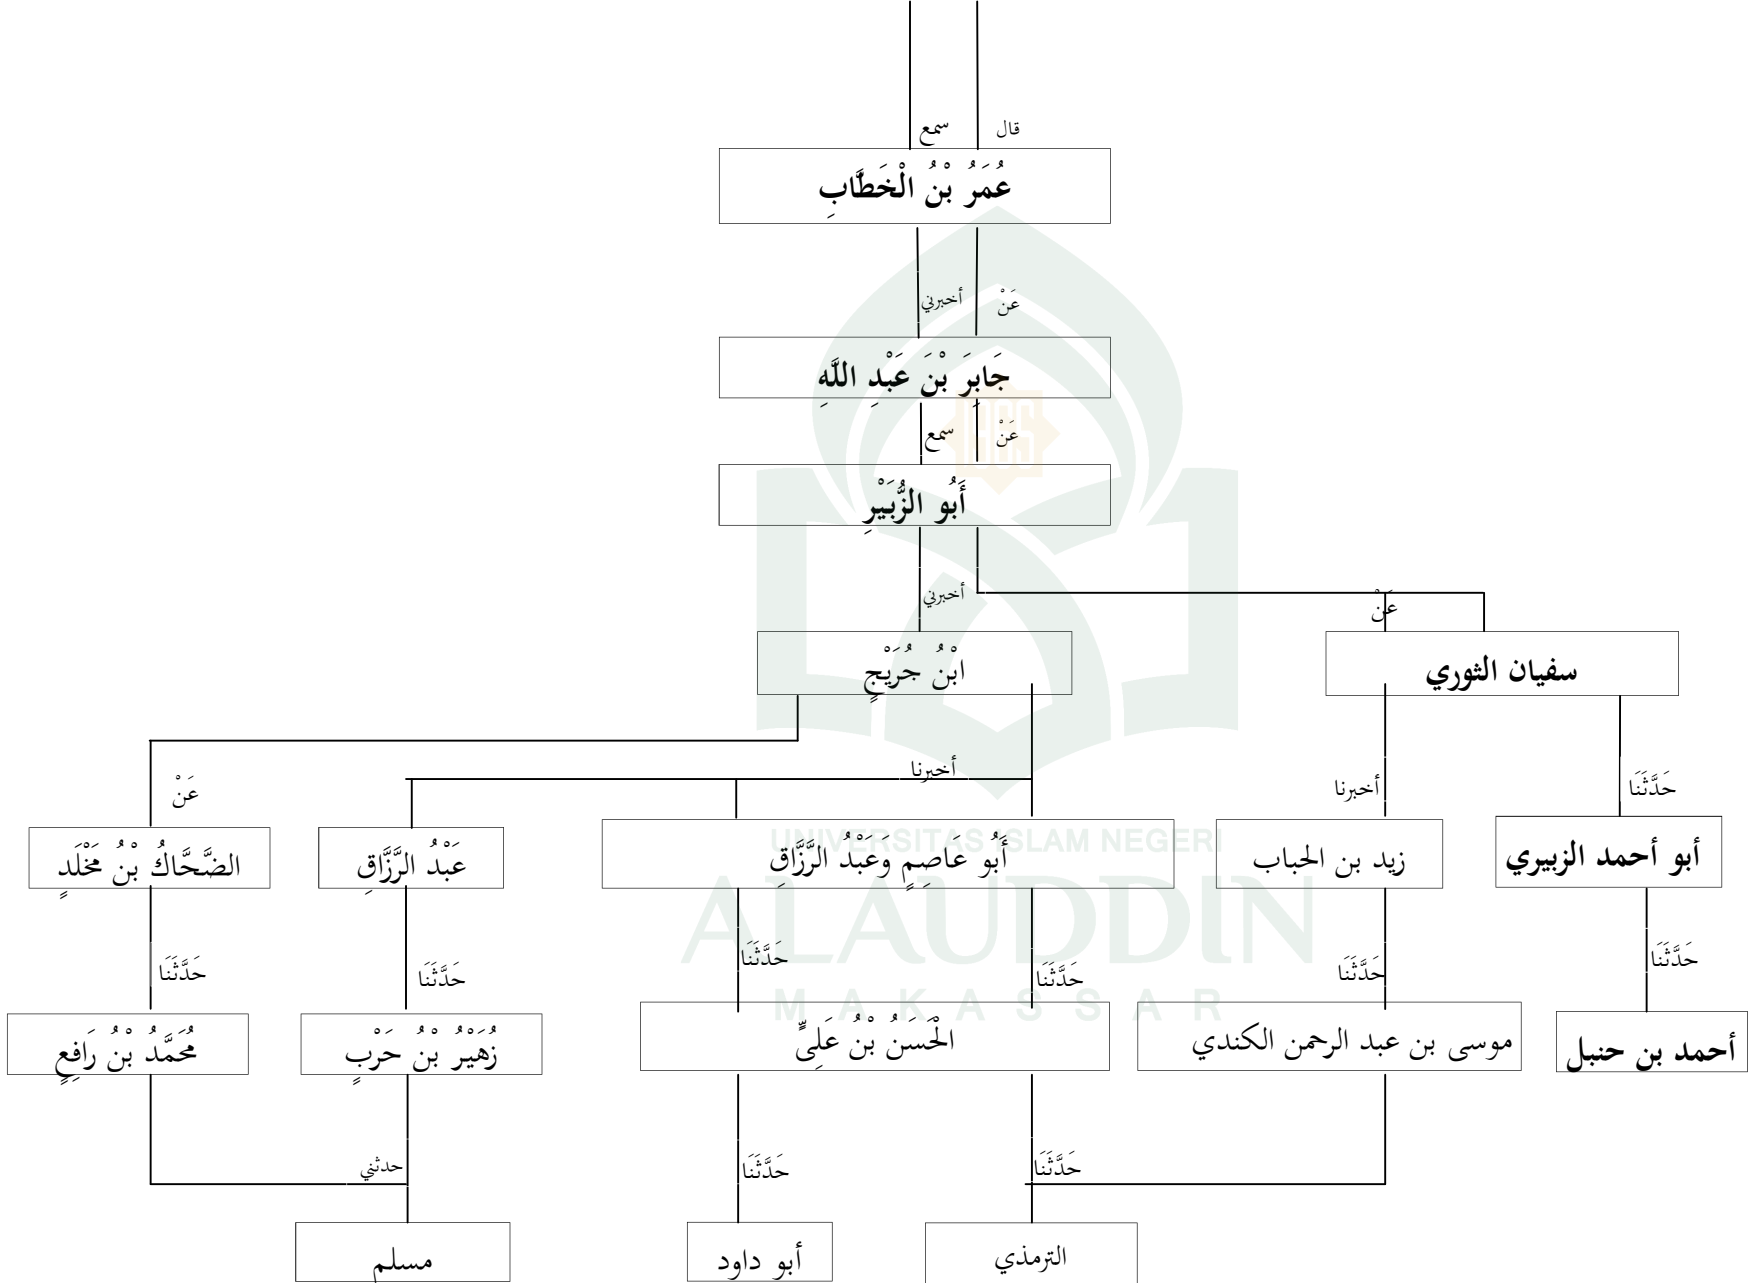 قال سمع
عُمَرُ بْنُ الْخَطَّابِ
عَنْ أخبرني
جَابِرَ بْنَ عَبْدِ اللَّهِ
عَنْ سمع
أَبُو الزُّبَيْرِ
أخبرني
عَنْ
ابْنُ جُرَيْجٍ
سفيان الثوري
أخبرنا
عَنْ
أخبرنا
حَدَّثَنَا
أبو أحمد الزبيري
زيد بن الحباب
أَبُو عَاصِمٍ وَعَبْدُ الرَّزَّاقِ
عَبْدُ الرَّزَّاقِ
الضَّحَّاكُ بْنُ مَخْلَدٍ
UNIVERSITAS ISLAM NEGERI
ALAUDDIN
حَدَّثَنَا
حَدَّثَنَا
حَدَّثَنَا
حَدَّثَنَا
حَدَّثَنَا
حَدَّثَنَا
MAKASSAR
أحمد بن حنبل
موسى بن عبد الرحمن الكندي
الْحَسَنُ بْنُ عَلِيٍّ
زُهَيْرُ بْنُ حَرْبٍ
مُحَمَّدُ بْنُ رَافِعٍ
حَدَّثَنَا
حَدَّثَنَا
حدثني
الترمذي
أبو داود
مسلم